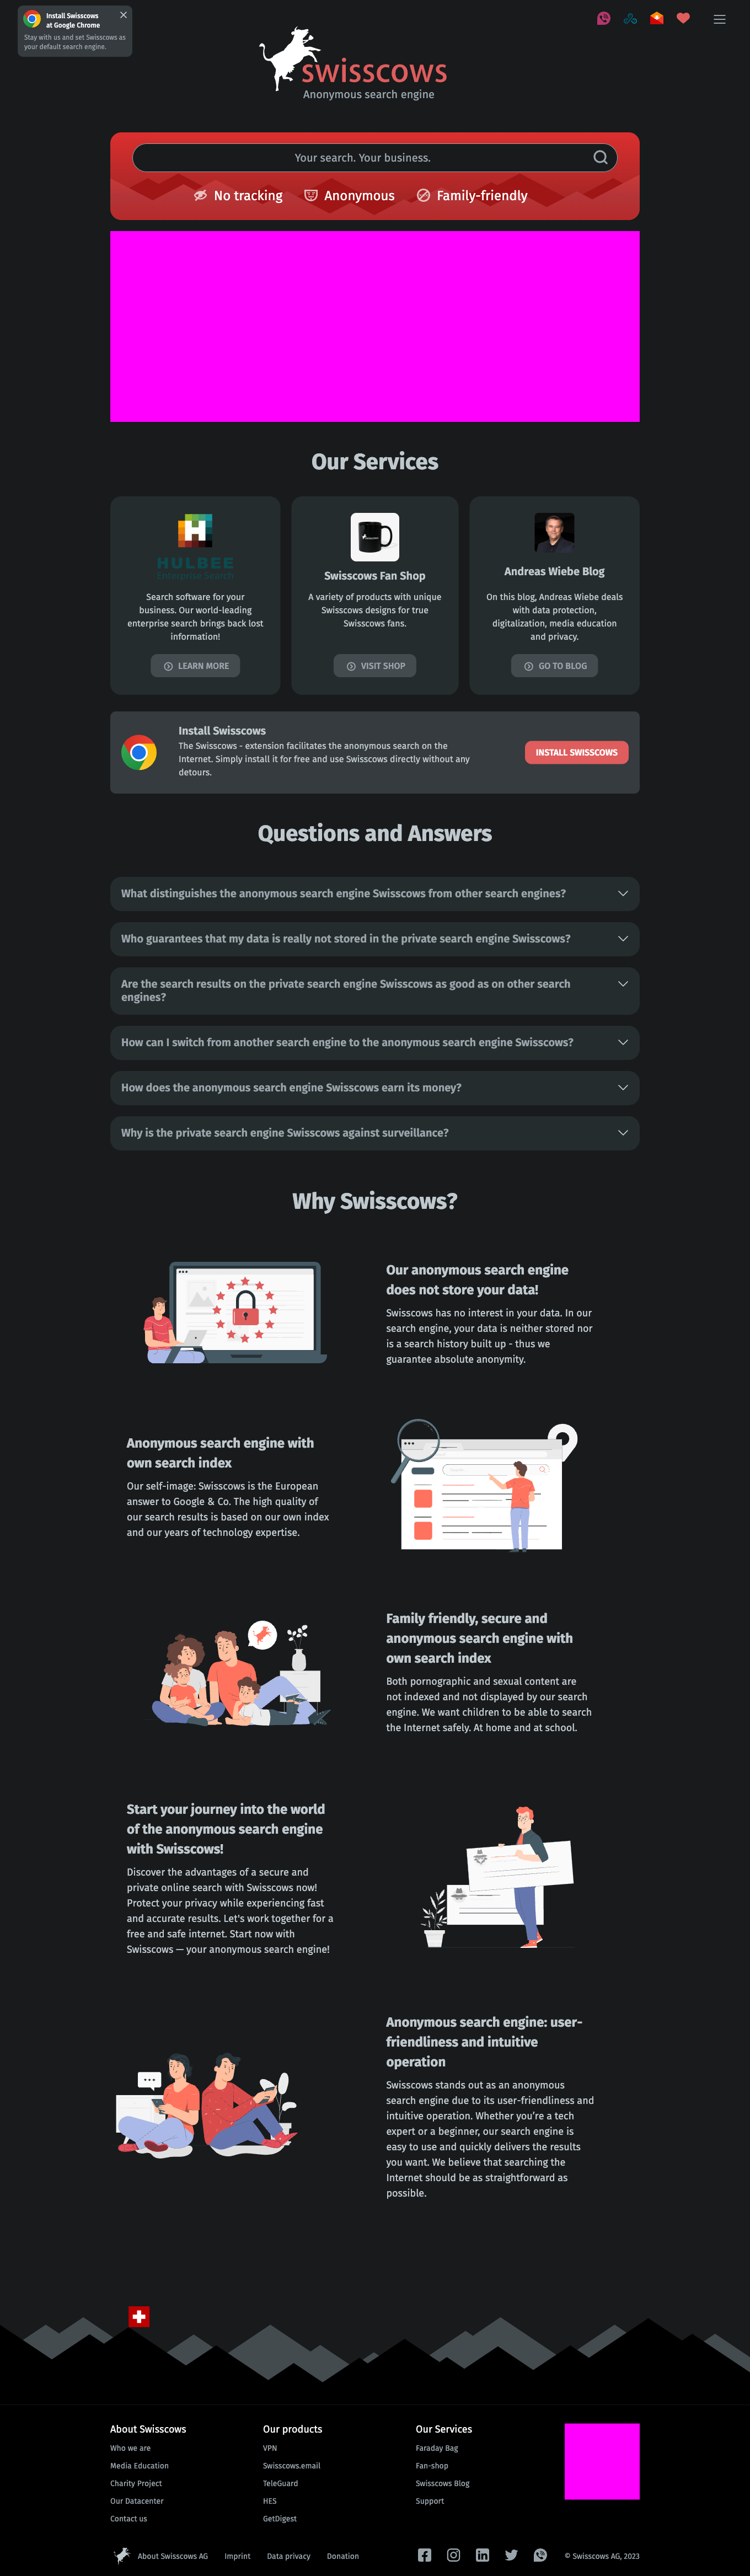 Install Swisscows
at Google Chrome
Stay with us and set Swisscows as
your default search engine.
swisscows
Anonymous search engine
Your search. Your business.
No tracking
Anonymous
Family-friendly
Our Services
HULBEE
Enterprise Search
Search software for your
business. Our world-leading
enterprise search brings back lost
information!
LEARN MORE
Swisscows Fan Shop
A variety of products with unique
Swisscows designs for true
Swisscows fans.
VISIT SHOP
Andreas Wiebe Blog
On this blog, Andreas Wiebe deals
with data protection,
digitalization, media education
and privacy.
GO TO BLOG
Install Swisscows
The Swisscows - extension facilitates the anonymous search on the
Internet. Simply install it for free and use Swisscows directly without any
detours.
INSTALL SWISSCOWS
Questions and Answers
What distinguishes the anonymous search engine Swisscows from other search engines?
Who guarantees that my data is really not stored in the private search engine Swisscows?
Are the search results on the private search engine Swisscows as good as on other search
engines?
How can I switch from another search engine to the anonymous search engine Swisscows?
How does the anonymous search engine Swisscows earn its money?
Why is the private search engine Swisscows against surveillance?
Why Swisscows?
Our anonymous search engine
does not store your data!
Swisscows has no interest in your data. In our
search engine, your data is neither stored nor
is a search history built up - thus we
guarantee absolute anonymity.
Anonymous search engine with
own search index
Our self-image: Swisscows is the European
answer to Google & Co. The high quality of
our search results is based on our own index
and our years of technology expertise.
Family friendly, secure and
anonymous search engine with
own search index
Both pornographic and sexual content are
not indexed and not displayed by our search
engine. We want children to be able to search
the Internet safely. At home and at school.
Start your journey into the world
of the anonymous search engine
with Swisscows!
Discover the advantages of a secure and
private online search with Swisscows now!
Protect your privacy while experiencing fast
and accurate results. Let's work together for a
free and safe internet. Start now with
Swisscows — your anonymous search engine!
Anonymous search engine: user-
friendliness and intuitive
operation
Swisscows stands out as an anonymous
search engine due to its user-friendliness and
intuitive operation. Whether you’re a tech
expert or a beginner, our search engine is
easy to use and quickly delivers the results
you want. We believe that searching the
Internet should be as straightforward as
possible.
About Swisscows
Who we are
Media Education
Charity Project
Our Datacenter
Contact us
Our products
VPN
Swisscows.email
TeleGuard
HES
GetDigest
Our Services
Faraday Bag
Fan-shop
Swisscows Blog
Support
About Swisscows AG
Imprint
Data privacy
Donation
© Swisscows AG, 2023